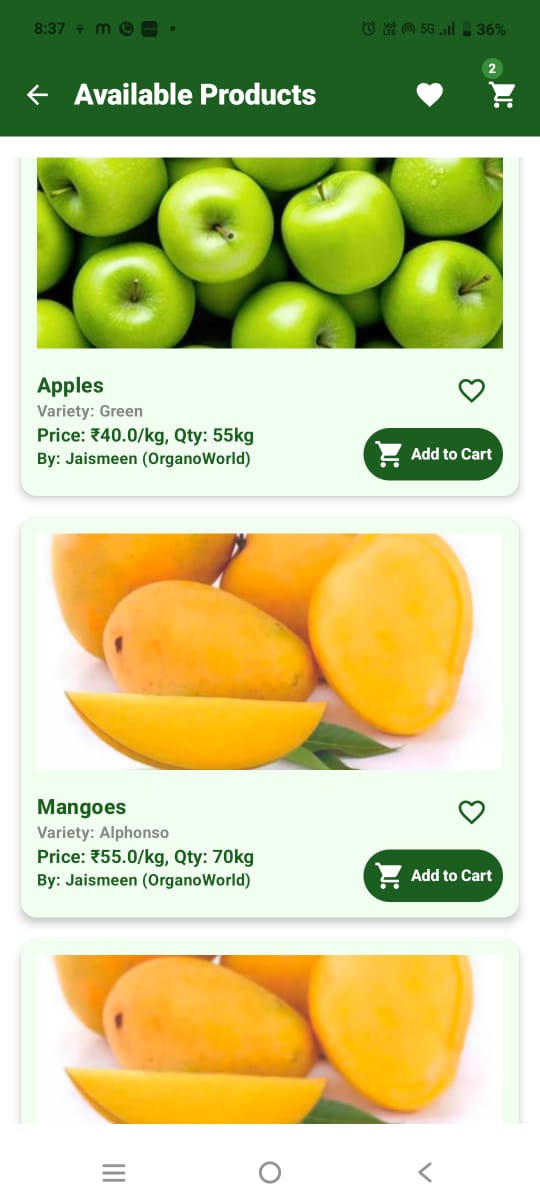 8:37
5G
36%
Available Products
2
Apples
Variety: Green
Price: ₹40.0/kg, Qty: 55kg
By: Jaismeen (OrganoWorld)
Add to Cart
Mangoes
Variety: Alphonso
Price: ₹55.0/kg, Qty: 70kg
By: Jaismeen (OrganoWorld)
Add to Cart